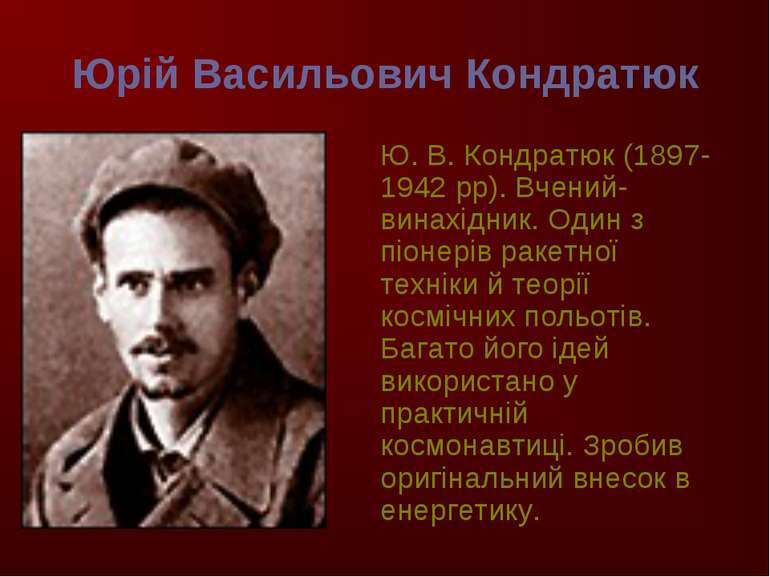 Юрій Васильович Кондратюк
Ю. В. Кондратюк (1897-
1942 рр). Вчений-
винахідник. Один з
піонерів ракетної
техніки й теорії
космічних польотів.
Багато його ідей
використано у
практичній
космонавтиці. Зробив
оригінальний внесок в
енергетику.